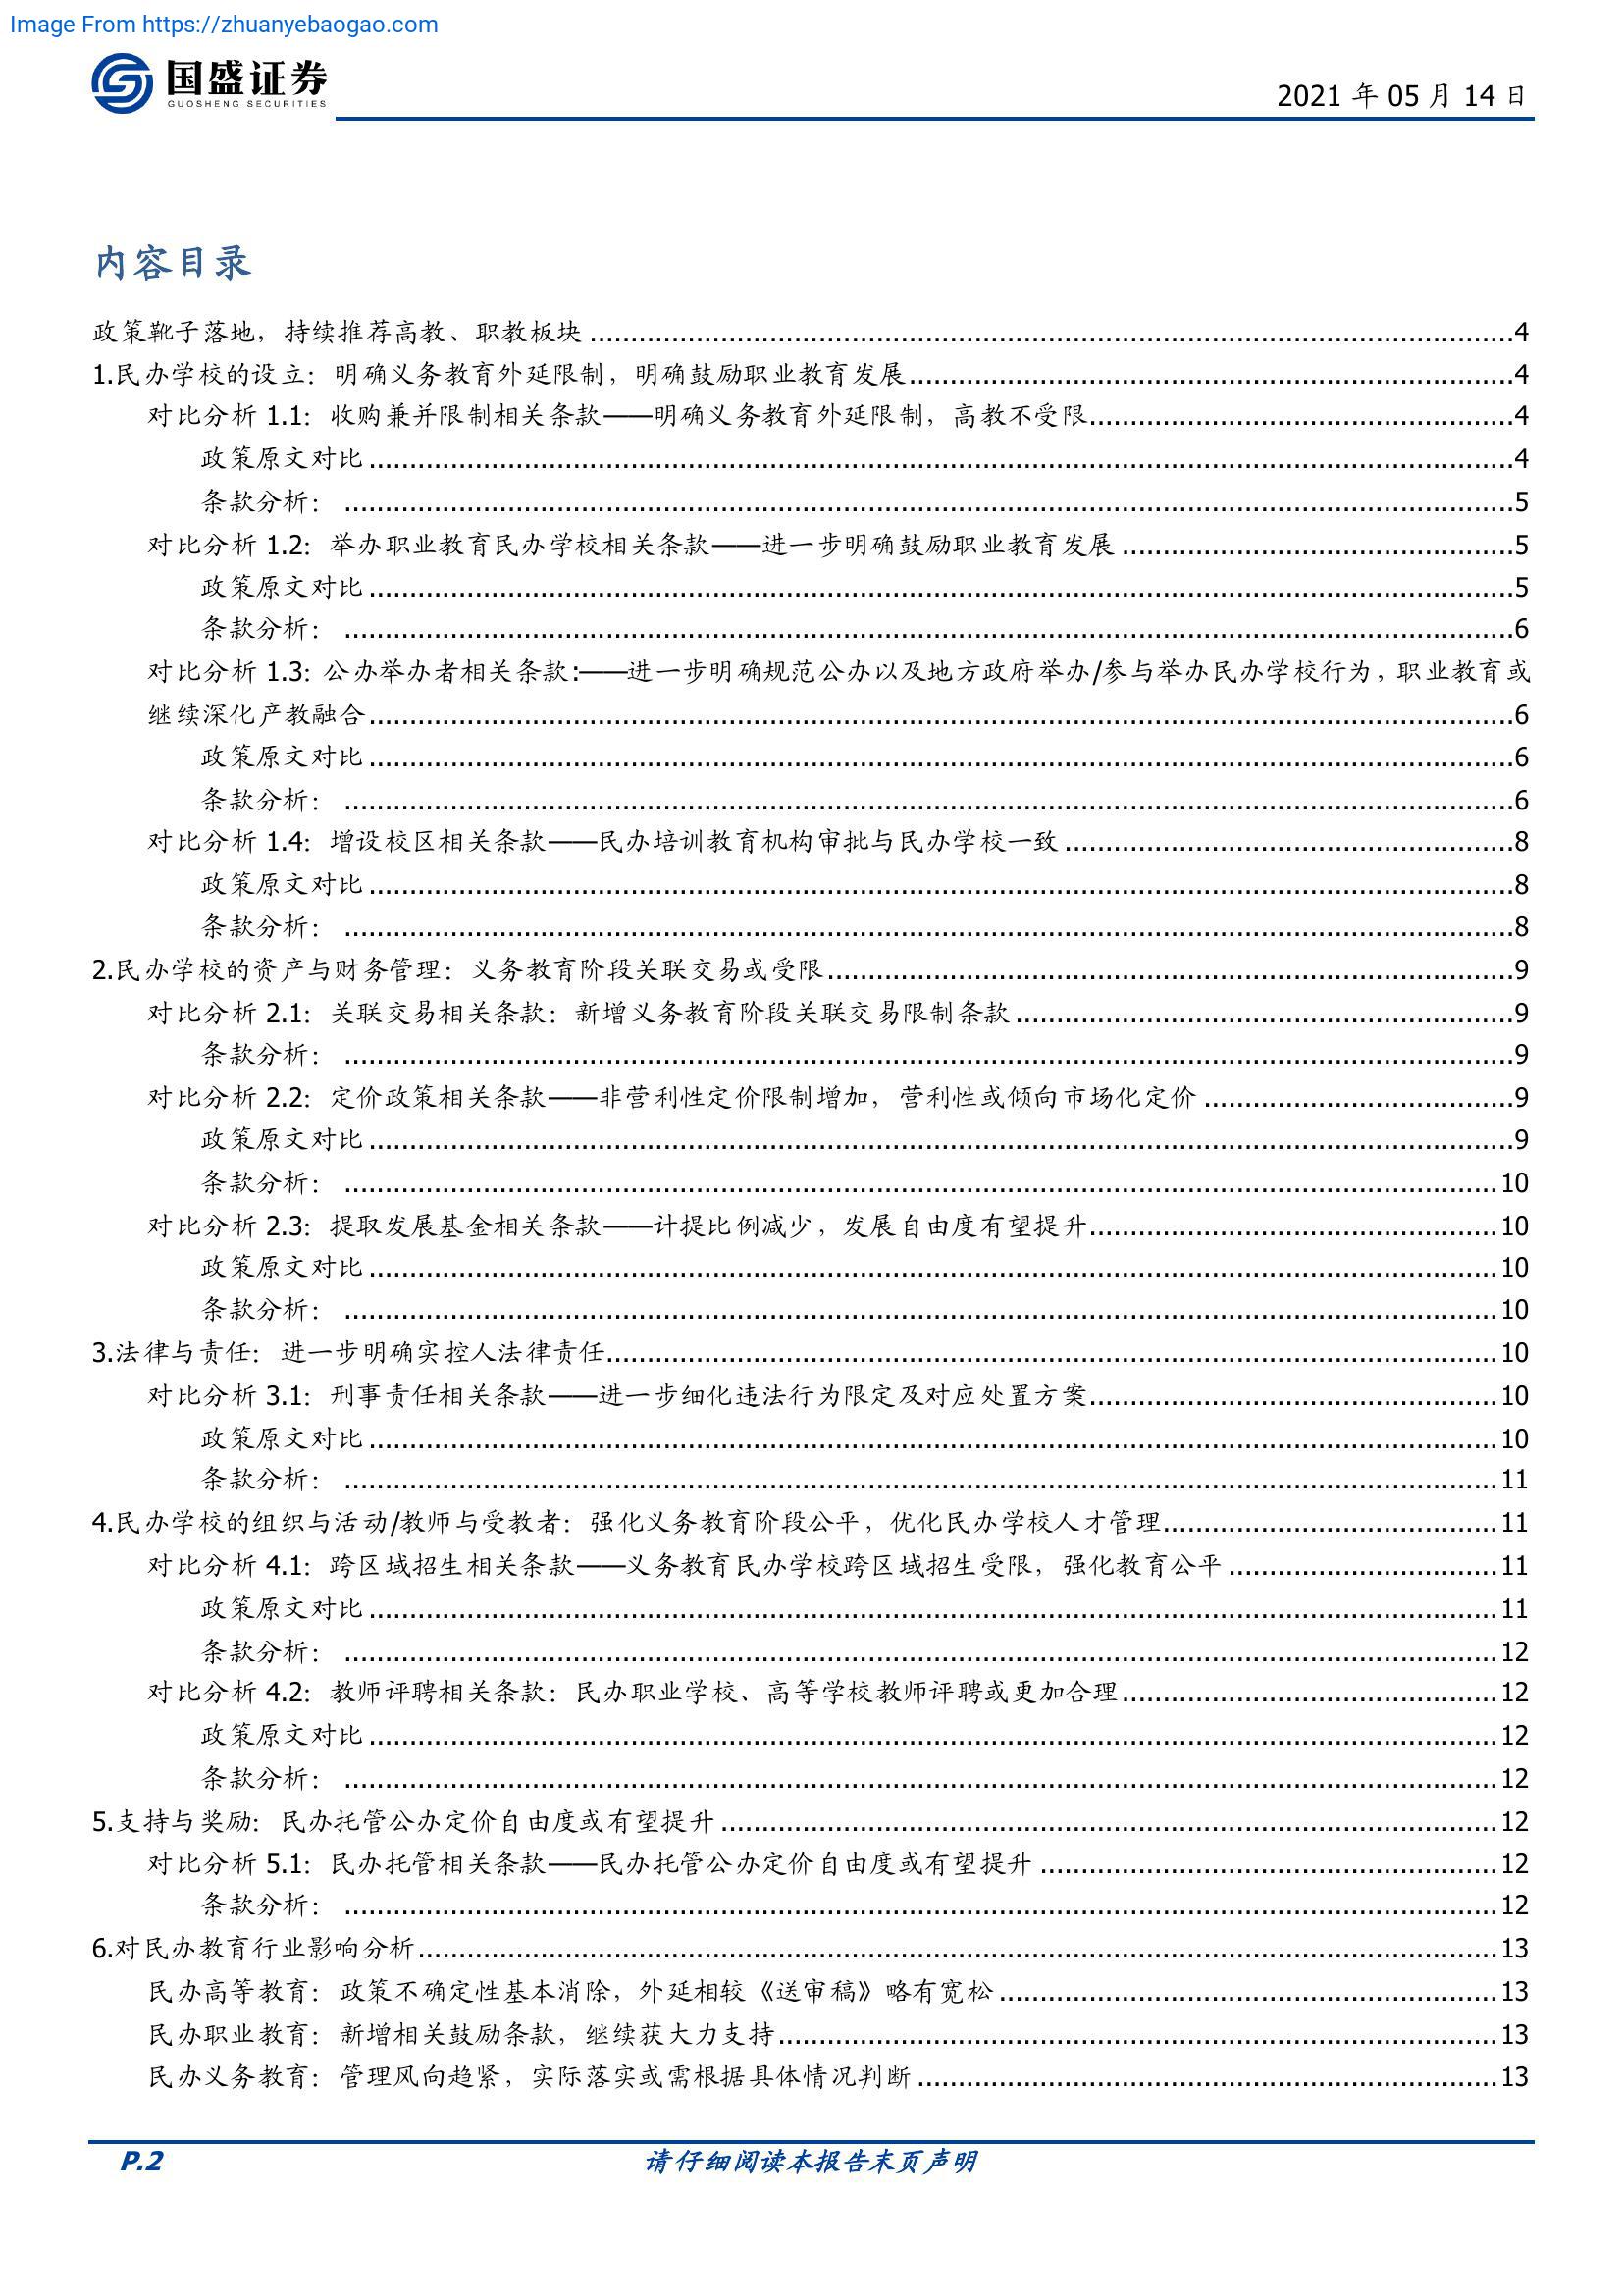 Image From https://zhuanyebaogao.com
国盛证券
GUOSHENG SECURITIES
2021 年 05 月 14 日
内容目录
政策靴子落地，持续推荐高教、职教板块 ................ 4
1.民办学校的设立：明确义务教育外延限制，明确鼓励职业教育发展 ................ 4
对比分析 1.1：收购兼并限制相关条款——明确义务教育外延限制，高教不受限 ................ 4
政策原文对比 ................ 4
条款分析： ................ 5
对比分析 1.2：举办职业教育民办学校相关条款——进一步明确鼓励职业教育发展 ................ 5
政策原文对比 ................ 5
条款分析： ................ 6
对比分析 1.3: 公办举办者相关条款:——进一步明确规范公办以及地方政府举办/参与举办民办学校行为，职业教育或
继续深化产教融合 ................ 6
政策原文对比 ................ 6
条款分析： ................ 6
对比分析 1.4：增设校区相关条款——民办培训教育机构审批与民办学校一致 ................ 8
政策原文对比 ................ 8
条款分析： ................ 8
2.民办学校的资产与财务管理：义务教育阶段关联交易或受限 ................ 9
对比分析 2.1：关联交易相关条款：新增义务教育阶段关联交易限制条款 ................ 9
条款分析： ................ 9
对比分析 2.2：定价政策相关条款——非营利性定价限制增加，营利性或倾向市场化定价 ................ 9
政策原文对比 ................ 9
条款分析： ................ 10
对比分析 2.3：提取发展基金相关条款——计提比例减少，发展自由度有望提升 ................ 10
政策原文对比 ................ 10
条款分析： ................ 10
3.法律与责任：进一步明确实控人法律责任 ................ 10
对比分析 3.1：刑事责任相关条款——进一步细化违法行为限定及对应处置方案 ................ 10
政策原文对比 ................ 10
条款分析： ................ 11
4.民办学校的组织与活动/教师与受教者：强化义务教育阶段公平，优化民办学校人才管理 ................ 11
对比分析 4.1：跨区域招生相关条款——义务教育民办学校跨区域招生受限，强化教育公平 ................ 11
政策原文对比 ................ 11
条款分析： ................ 12
对比分析 4.2：教师评聘相关条款：民办职业学校、高等学校教师评聘或更加合理 ................ 12
政策原文对比 ................ 12
条款分析： ................ 12
5.支持与奖励：民办托管公办定价自由度或有望提升 ................ 12
对比分析 5.1：民办托管相关条款——民办托管公办定价自由度或有望提升 ................ 12
条款分析： ................ 12
6.对民办教育行业影响分析 ................ 13
民办高等教育：政策不确定性基本消除，外延相较《送审稿》略有宽松 ................ 13
民办职业教育：新增相关鼓励条款，继续获大力支持 ................ 13
民办义务教育：管理风向趋紧，实际落实或需根据具体情况判断 ................ 13
P.2
请仔细阅读本报告末页声明